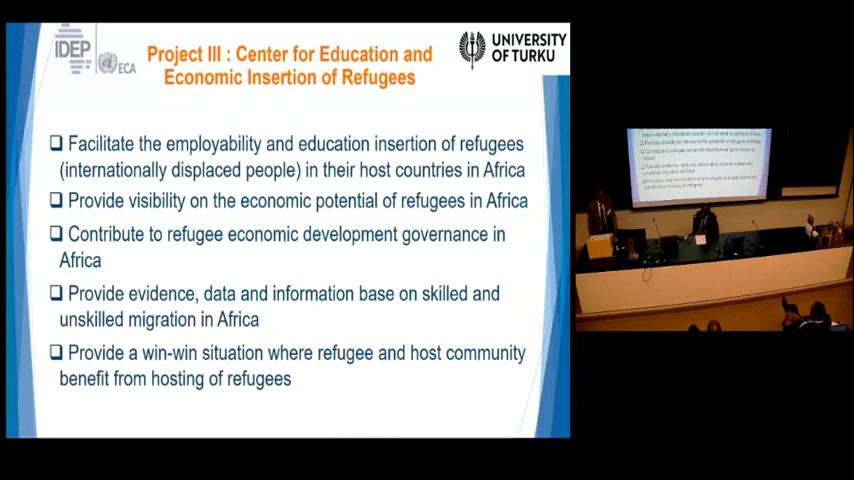 IDEP
ECA
Project III : Center for Education and
Economic Insertion of Refugees
UNIVERSITY
OF TURKU
❑ Facilitate the employability and education insertion of refugees
(internationally displaced people) in their host countries in Africa
❑ Provide visibility on the economic potential of refugees in Africa
❑ Contribute to refugee economic development governance in
Africa
❑ Provide evidence, data and information base on skilled and
unskilled migration in Africa
❑ Provide a win-win situation where refugee and host community
benefit from hosting of refugees